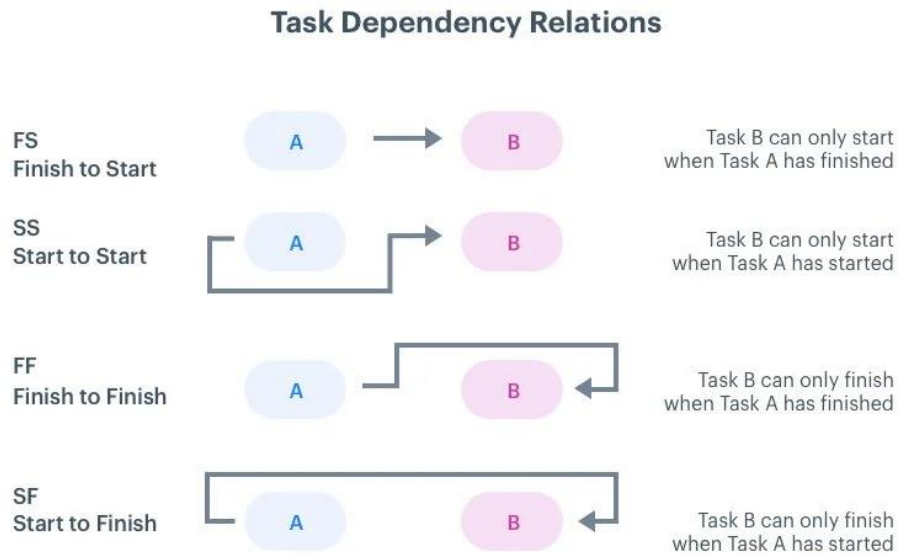 Task Dependency Relations
FS
Finish to Start
A
B
Task B can only start
when Task A has finished
SS
Start to Start
A
B
Task B can only start
when Task A has started
FF
Finish to Finish
A
B
Task B can only finish
when Task A has finished
SF
Start to Finish
A
B
Task B can only finish
when Task A has started